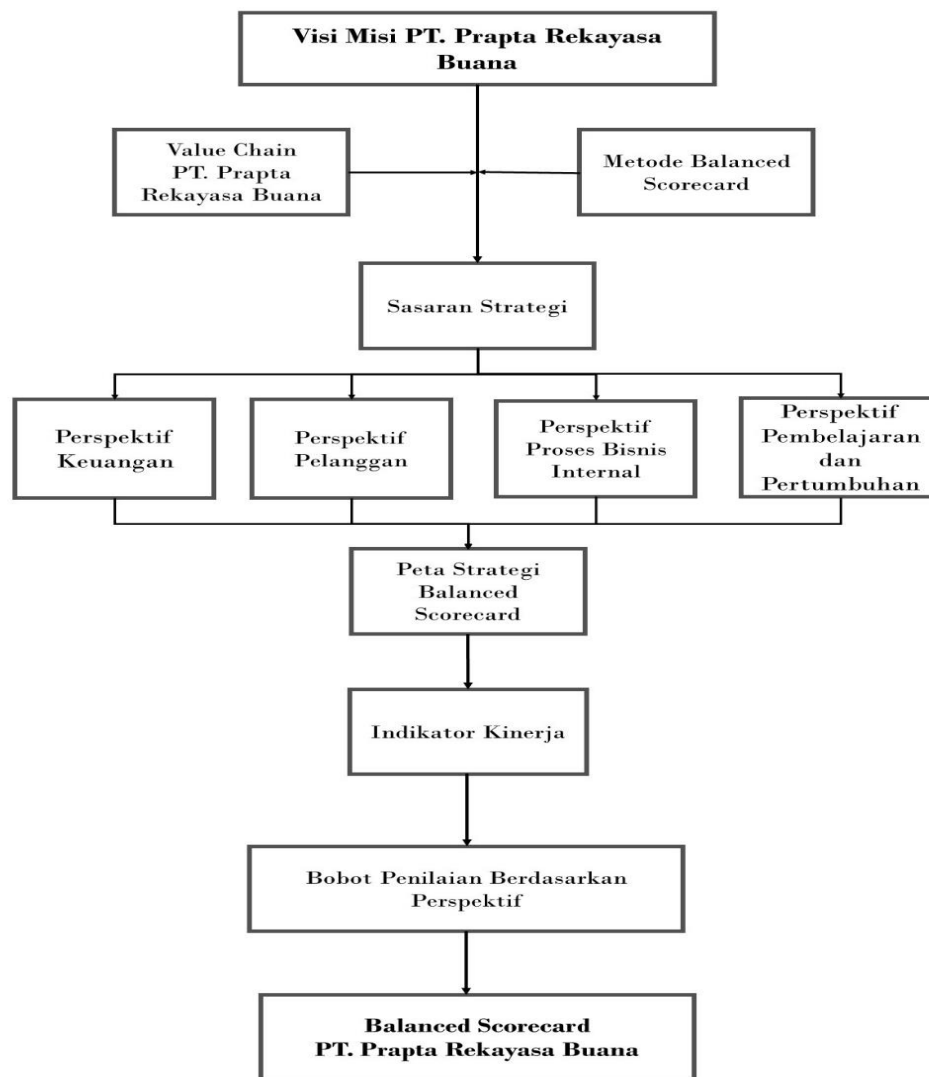 Visi Misi PT. Prapta Rekayasa
Buana
Value Chain
PT. Prapta
Rekayasa Buana
Metode Balanced
Scorecard
Sasaran Strategi
Perspektif
Keuangan
Perspektif
Pelanggan
Perspektif
Proses Bisnis
Internal
Perspektif
Pembelajaran
dan
Pertumbuhan
Peta Strategi
Balanced
Scorecard
Indikator Kinerja
Bobot Penilaian Berdasarkan
Perspektif
Balanced Scorecard
PT. Prapta Rekayasa Buana